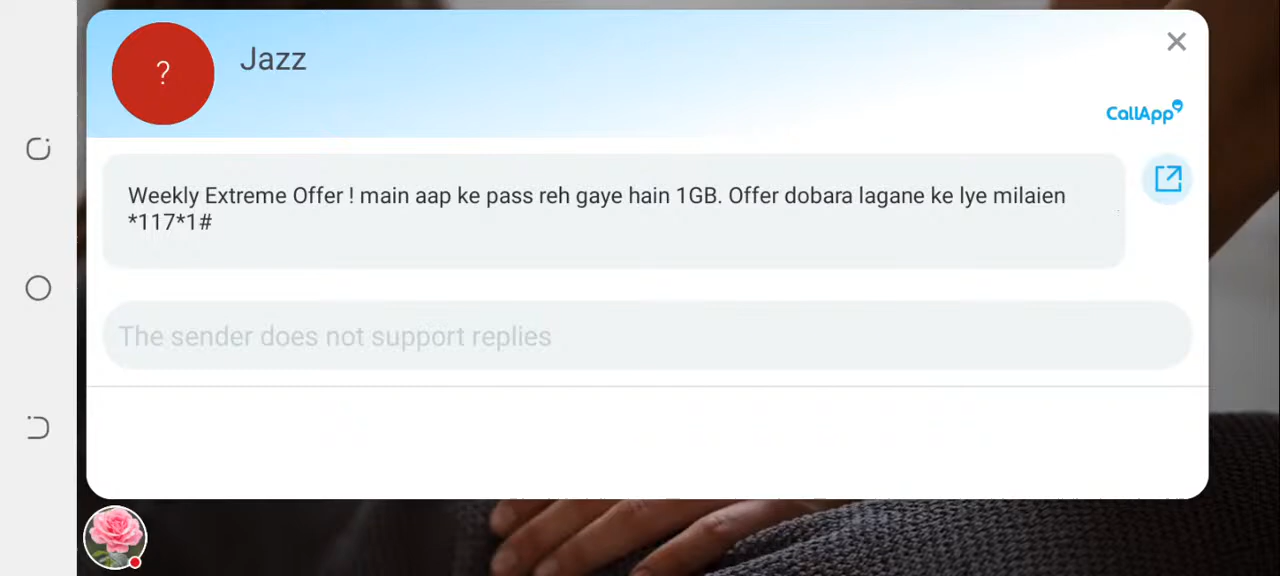 ?
Jazz
CallApp
Weekly Extreme Offer ! main aap ke pass reh gaye hain 1GB. Offer dobara lagane ke lye milaien
*117*1#
The sender does not support replies